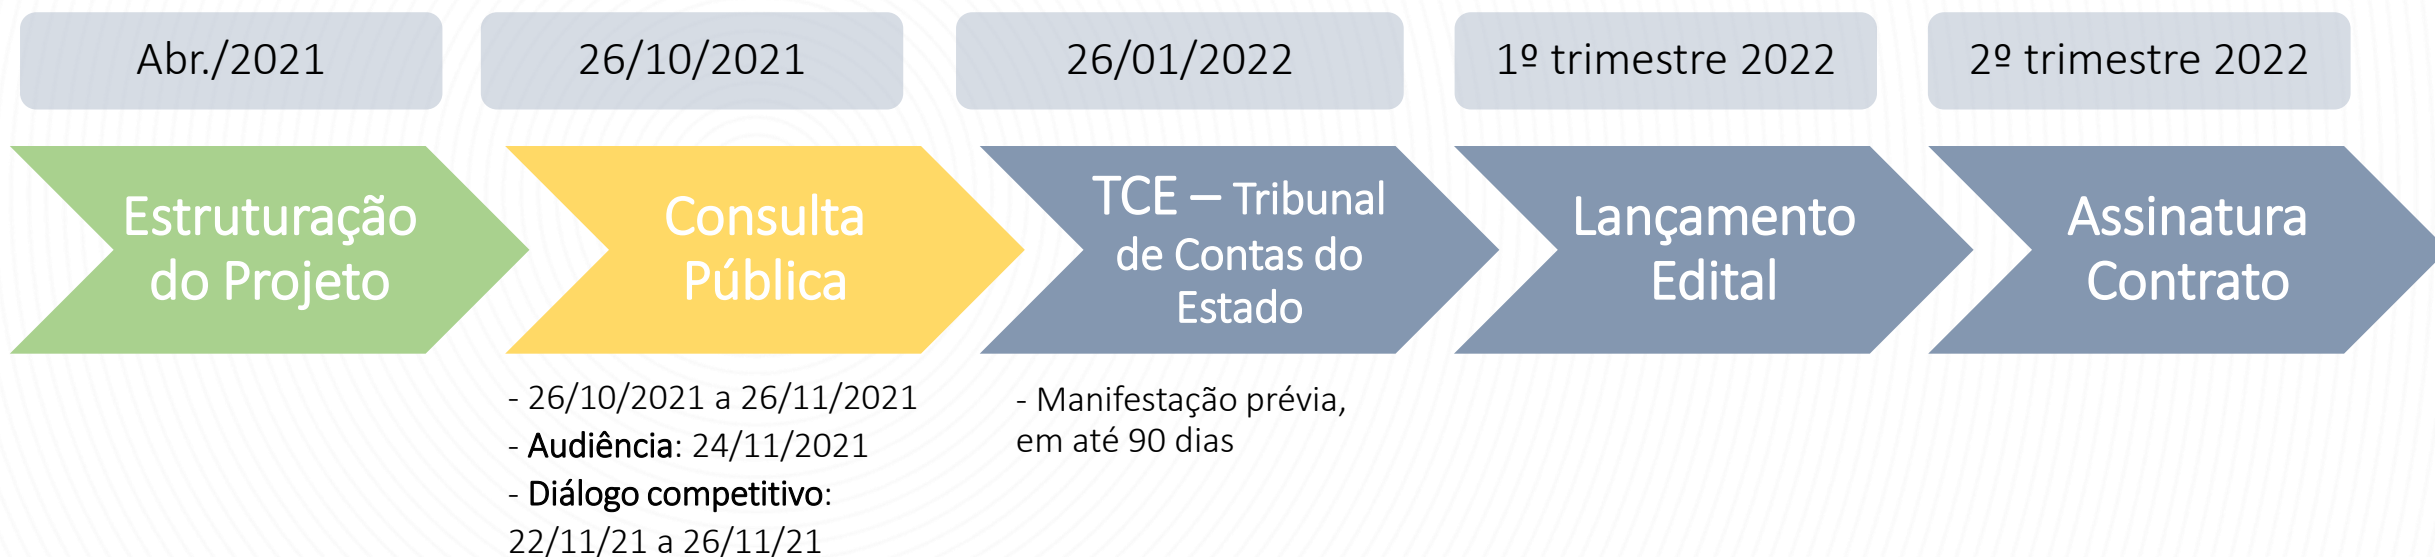 Abr./2021
26/10/2021
26/01/2022
1º trimestre 2022
2º trimestre 2022
Estruturação
do Projeto
Consulta
Pública
TCE – Tribunal
de Contas do
Estado
Lançamento
Edital
Assinatura
Contrato
- 26/10/2021 a 26/11/2021
- Audiência: 24/11/2021
- Diálogo competitivo:
22/11/21 a 26/11/21
- Manifestação prévia,
em até 90 dias